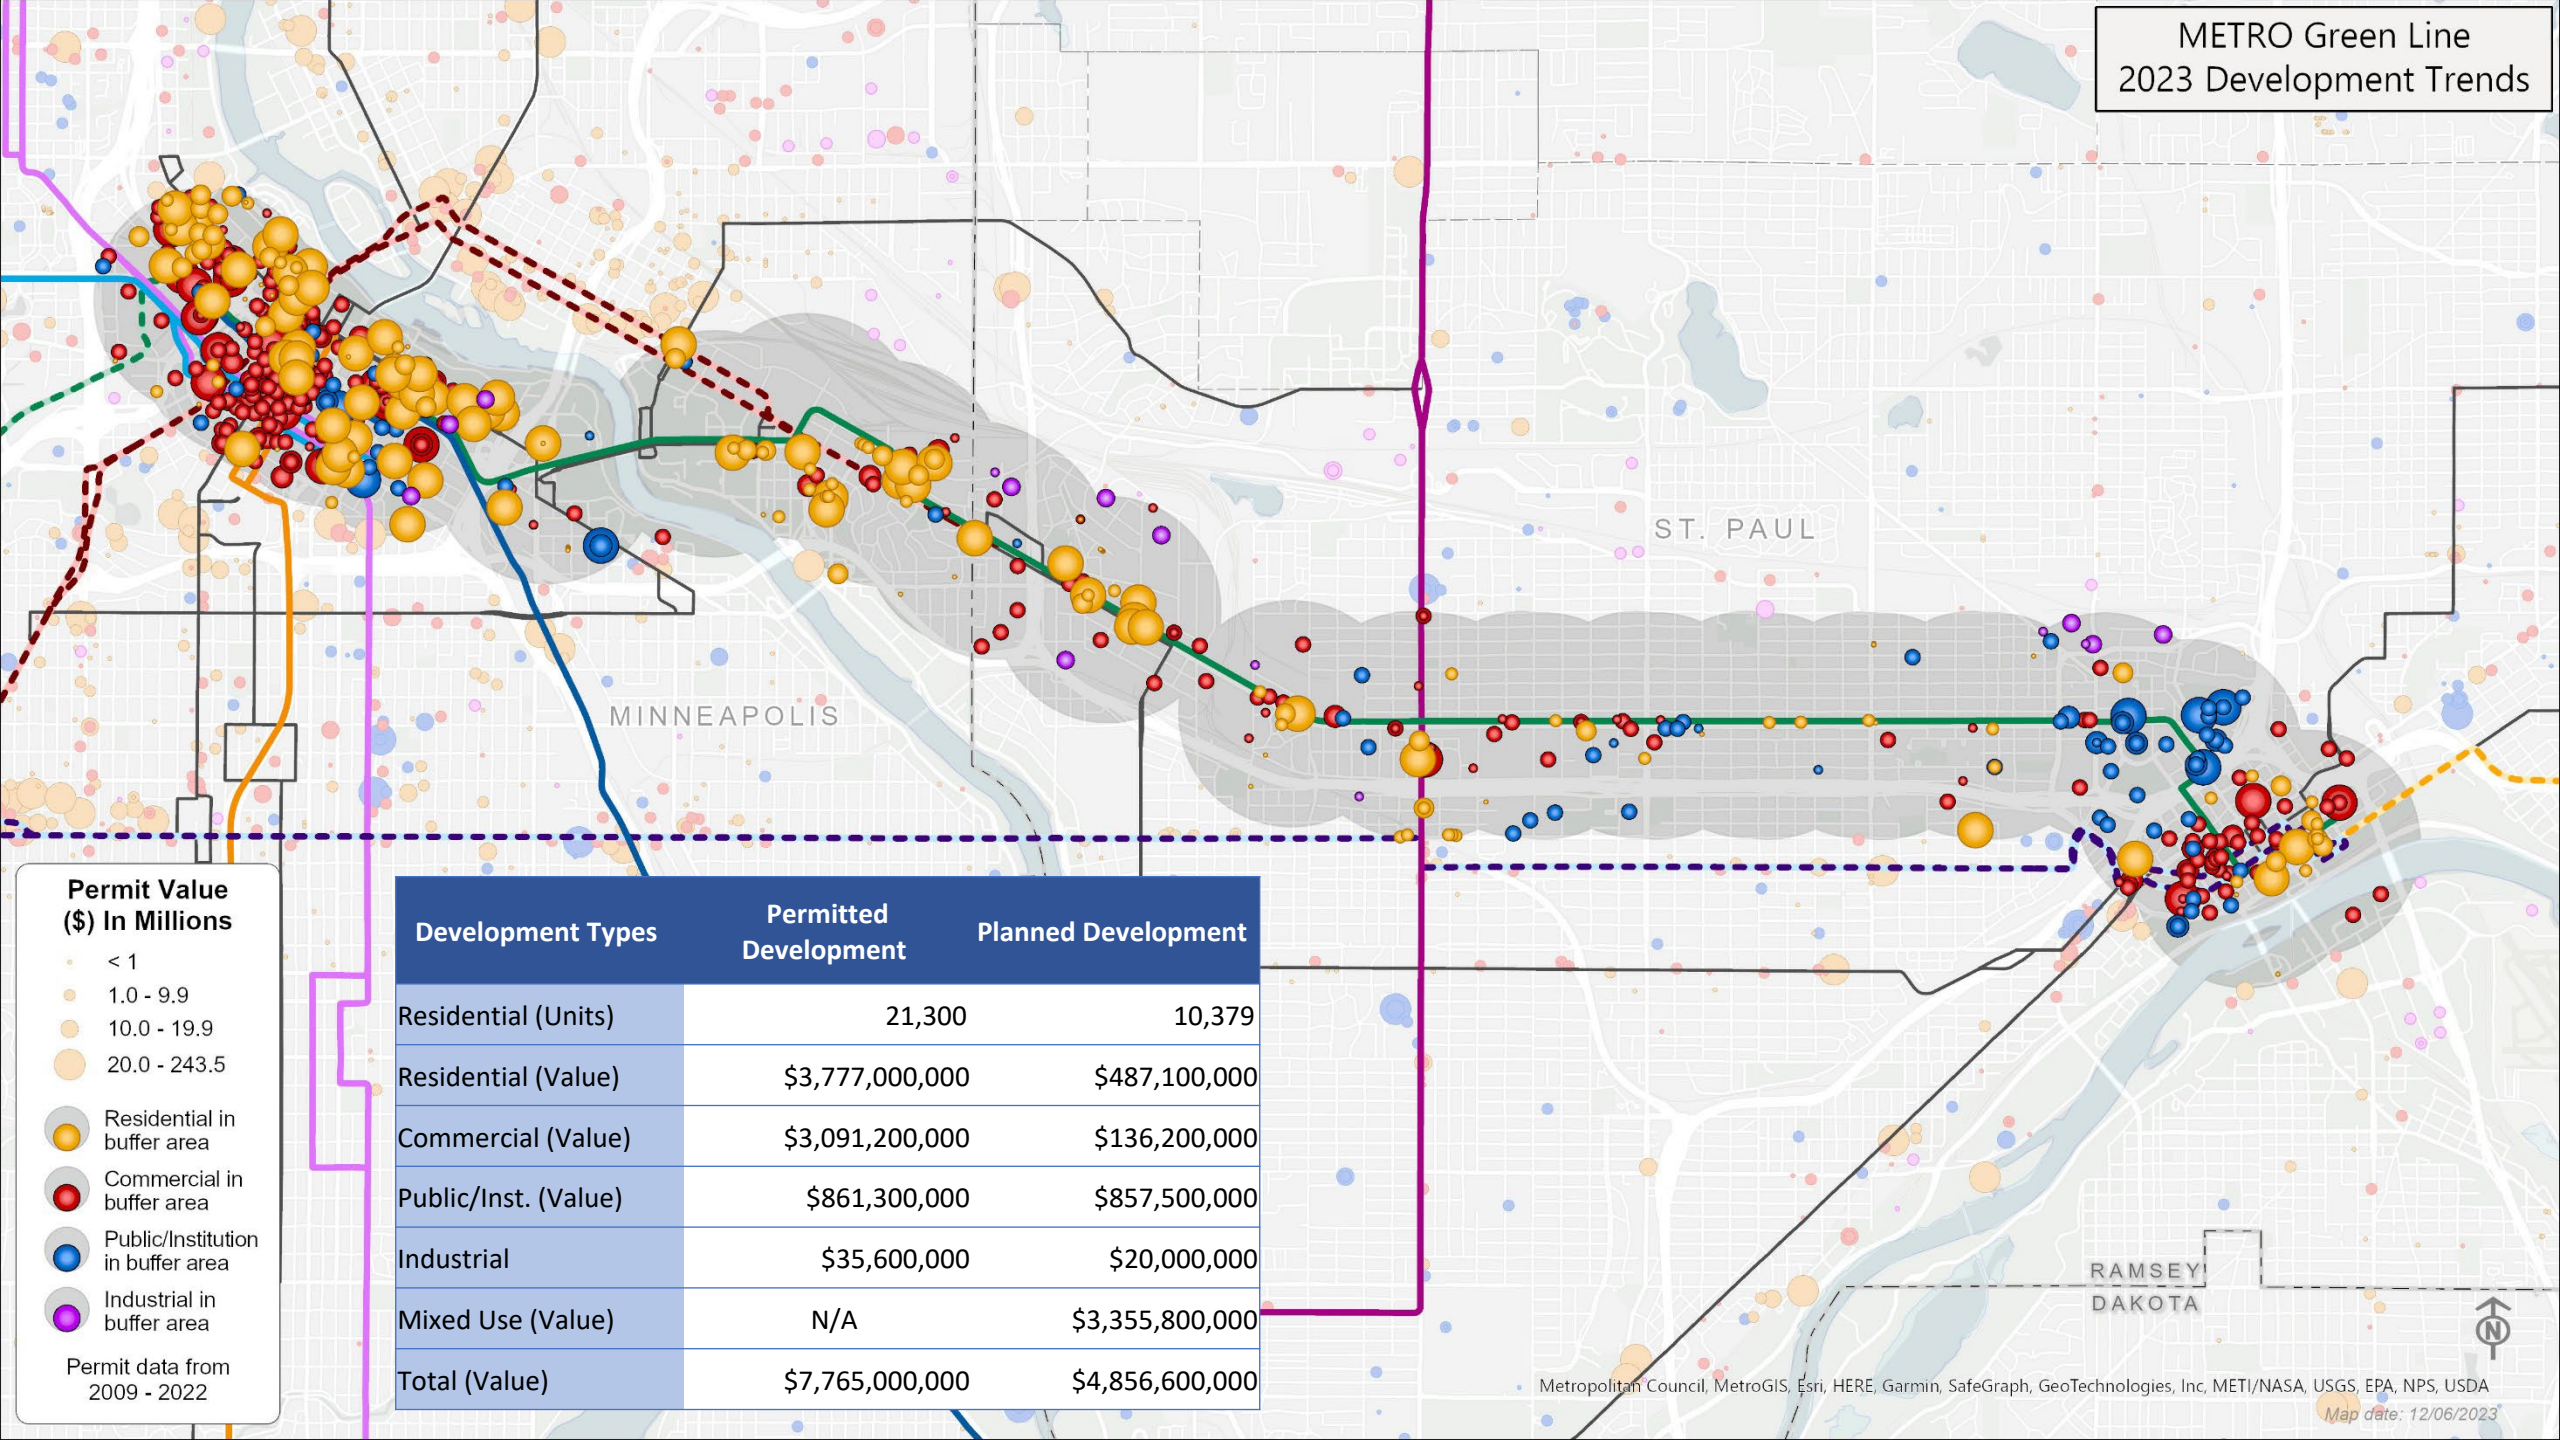 METRO Green Line
2023 Development Trends
ST. PAUL
MINNEAPOLIS
Permit Value
($) In Millions
< 1
1.0 - 9.9
10.0 - 19.9
20.0 - 243.5
Residential in
buffer area
Commercial in
buffer area
Public/Institution
in buffer area
Industrial in
buffer area
Permit data from
2009 - 2022
Development Types Permitted Development Planned Development
Residential (Units) 21,300 10,379
Residential (Value) $3,777,000,000 $487,100,000
Commercial (Value) $3,091,200,000 $136,200,000
Public/Inst. (Value) $861,300,000 $857,500,000
Industrial $35,600,000 $20,000,000
Mixed Use (Value) N/A $3,355,800,000
Total (Value) $7,765,000,000 $4,856,600,000
RAMSEY
DAKOTA
N
Metropolitan Council, MetroGIS, Esri, HERE, Garmin, SafeGraph, GeoTechnologies, Inc, METI/NASA, USGS, EPA, NPS, USDA
Map date: 12/06/2023